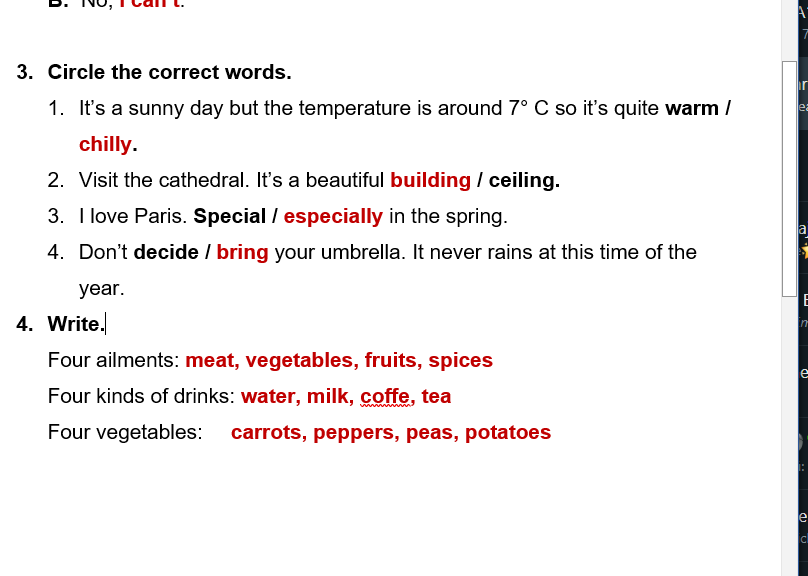 B. No, I can't.
3. Circle the correct words.
1. It's a sunny day but the temperature is around 7° C so it's quite warm /
chilly.
2. Visit the cathedral. It's a beautiful building / ceiling.
3. I love Paris. Special / especially in the spring.
4. Don't decide / bring your umbrella. It never rains at this time of the
year.
4. Write.
Four ailments: meat, vegetables, fruits, spices
Four kinds of drinks: water, milk, coffe, tea
Four vegetables: carrots, peppers, peas, potatoes